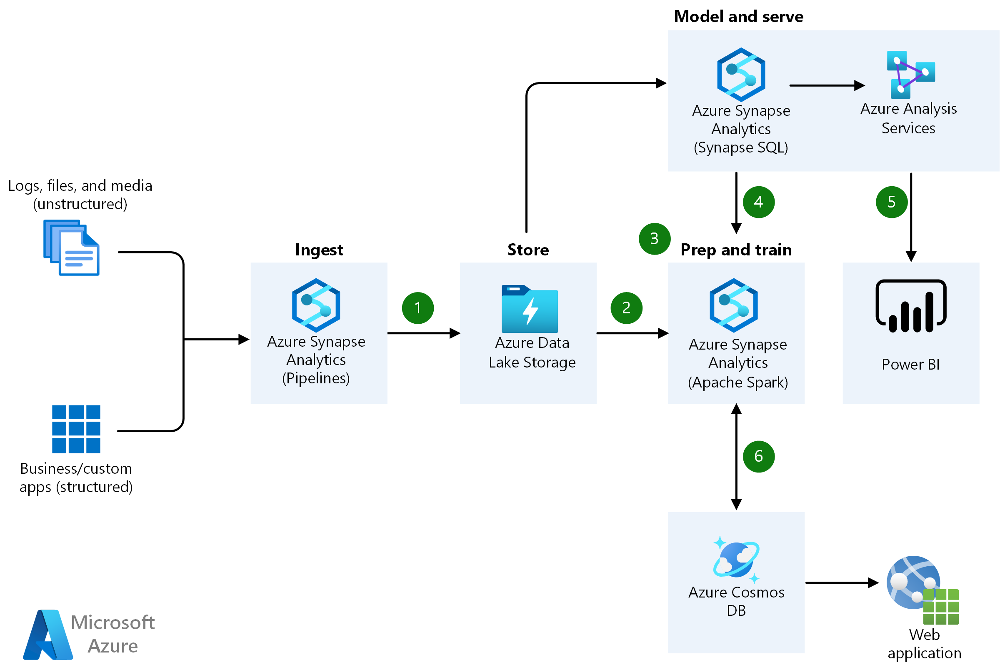 Model and serve
Azure Synapse
Analytics
(Synapse SQL)
Azure Analysis
Services
Logs, files, and media
(unstructured)
4
5
3
Ingest
Store
Prep and train
1
2
Azure Synapse
Analytics
(Pipelines)
Azure Data
Lake Storage
Azure Synapse
Analytics
(Apache Spark)
Power BI
6
Business/custom
apps (structured)
Azure Cosmos
DB
Web
application
Microsoft
Azure